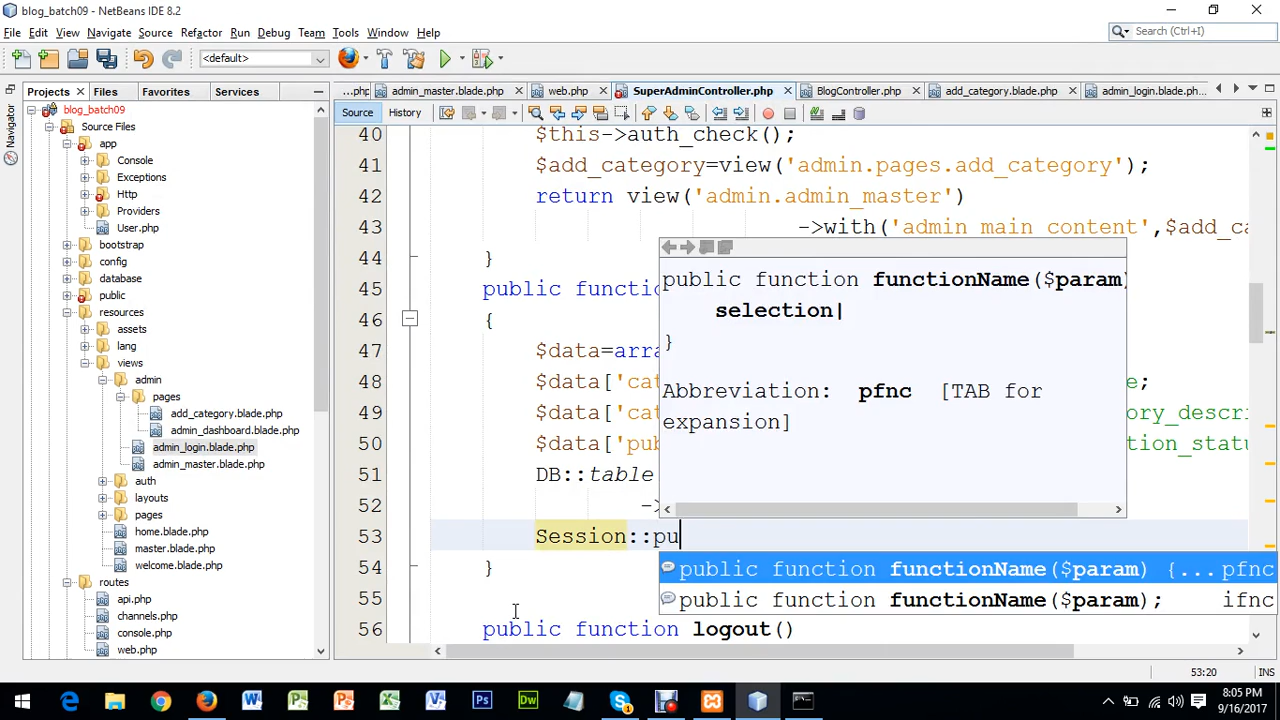 blog_batch09 - NetBeans IDE 8.2
File Edit View Navigate Source Refactor Run Debug Team Tools Window Help
Search (Ctrl+I)
<default>
Projects Files Favorites Services
...php admin_master.blade.php web.php SuperAdminController.php BlogController.php add_category.blade.php admin_login.blade.ph...
Source History
Navigator
blog_batch09
Source Files
app
Console
Exceptions
Http
Providers
User.php
bootstrap
config
database
public
resources
assets
lang
views
admin
pages
add_category.blade.php
admin_dashboard.blade.php
admin_login.blade.php
admin_master.blade.php
auth
layouts
pages
home.blade.php
master.blade.php
welcome.blade.php
routes
api.php
channels.php
console.php
web.php
40 $this->auth_check();
41 $add_category=view('admin.pages.add_category');
42 return view('admin.admin_master')
43 ->with('admin_main_content',$add_ca
44 }
45 public functio
46 {
47 $data=arra
48 $data['cat e;
49 $data['cat gory_descri
50 $data['pub tion_statu
51 DB::table
52 ->
53 Session::pu
54 }
55
56 public function logout()
public function functionName($param)
selection|
}
Abbreviation: pfnc [TAB for
expansion]
public function functionName($param) {... pfnc
public function functionName($param); ifnc
53:20
8:05 PM
9/16/2017